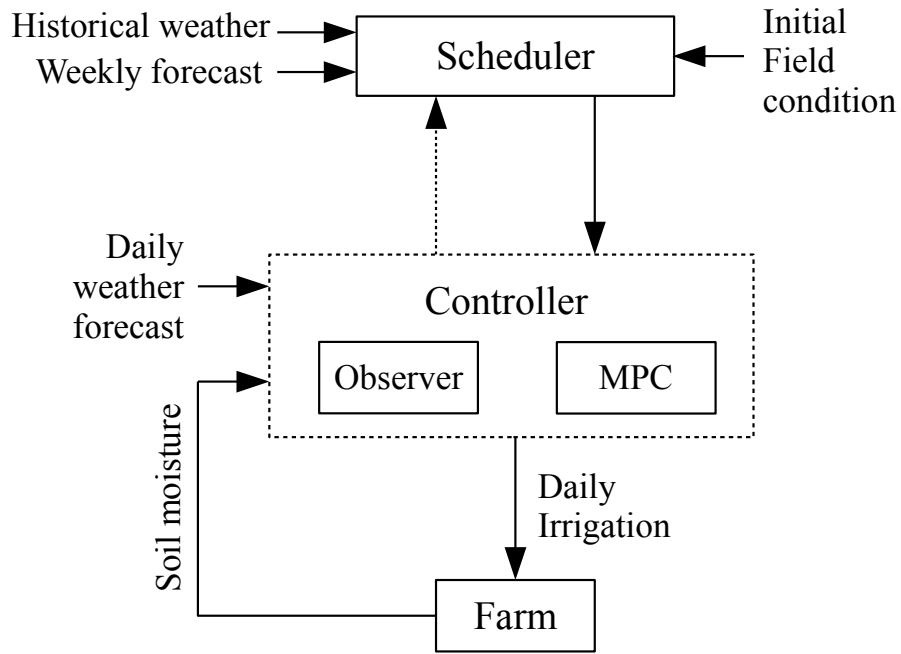 Historical weather
Weekly forecast
Scheduler
Initial
Field
condition
Daily
weather
forecast
Controller
Observer
MPC
Soil moisture
Daily
Irrigation
Farm